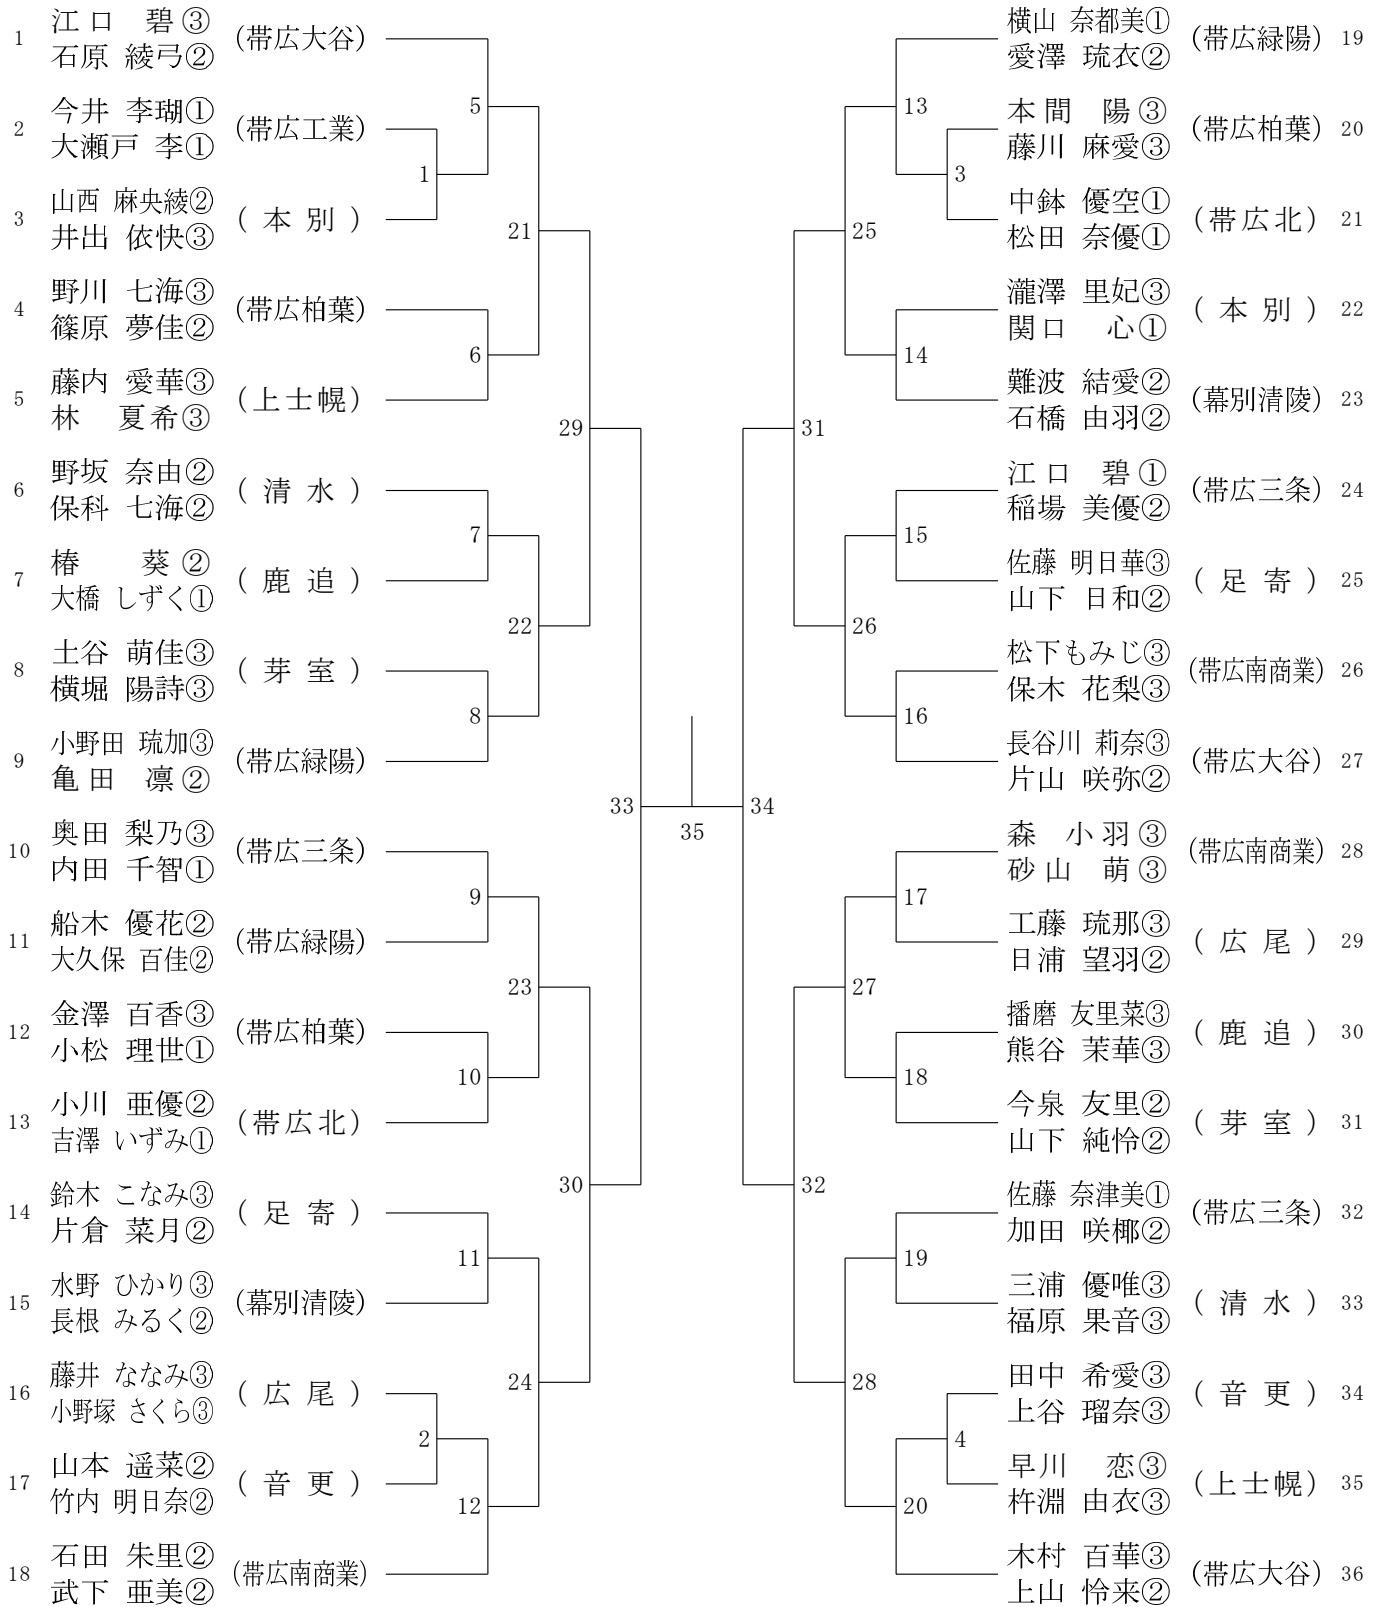 1 江口 碧③ (帯広大谷)
石原 綾弓②
2 今井 李瑚① (帯広工業)
大瀬戸 李①
3 山西 麻央綾② (本別)
井出 依快③
4 野川 七海③ (帯広柏葉)
篠原 夢佳②
5 藤内 愛華③ (上士幌)
林 夏希③
6 野坂 奈由② (清水)
保科 七海②
7 椿 葵② (鹿追)
大橋 しずく①
8 土谷 萌佳③ (芽室)
横堀 陽詩③
9 小野田 琉加③ (帯広緑陽)
亀田 凛②
10 奥田 梨乃③ (帯広三条)
内田 千智①
11 船木 優花② (帯広緑陽)
大久保 百佳②
12 金澤 百香③ (帯広柏葉)
小松 理世①
13 小川 亜優② (帯広北)
吉澤 いずみ①
14 鈴木 こなみ③ (足寄)
片倉 菜月②
15 水野 ひかり③ (幕別清陵)
長根 みるく②
16 藤井 ななみ③ (広尾)
小野塚 さくら③
17 山本 遥菜② (音更)
竹内 明日奈②
18 石田 朱里② (帯広南商業)
武下 亜美②
1
2
5
6
7
8
9
10
11
12
21
22
23
24
29
30
33
35
34
31
32
25
26
27
28
13
14
15
16
17
18
19
20
3
4
横山 奈都美① (帯広緑陽) 19
愛澤 琉衣②
本間 陽③ (帯広柏葉) 20
藤川 麻愛③
中鉢 優空① (帯広北) 21
松田 奈優①
瀧澤 里妃③ (本別) 22
関口 心①
難波 結愛② (幕別清陵) 23
石橋 由羽②
江口 碧① (帯広三条) 24
稲場 美優②
佐藤 明日華③ (足寄) 25
山下 日和②
松下もみじ③ (帯広南商業) 26
保木 花梨③
長谷川 莉奈③ (帯広大谷) 27
片山 咲弥②
森 小羽③ (帯広南商業) 28
砂山 萌③
工藤 琉那③ (広尾) 29
日浦 望羽②
播磨 友里菜③ (鹿追) 30
熊谷 茉華③
今泉 友里② (芽室) 31
山下 純怜②
佐藤 奈津美① (帯広三条) 32
加田 咲椰②
三浦 優唯③ (清水) 33
福原 果音③
田中 希愛③ (音更) 34
上谷 瑠奈③
早川 恋③ (上士幌) 35
杵淵 由衣③
木村 百華③ (帯広大谷) 36
上山 怜来②